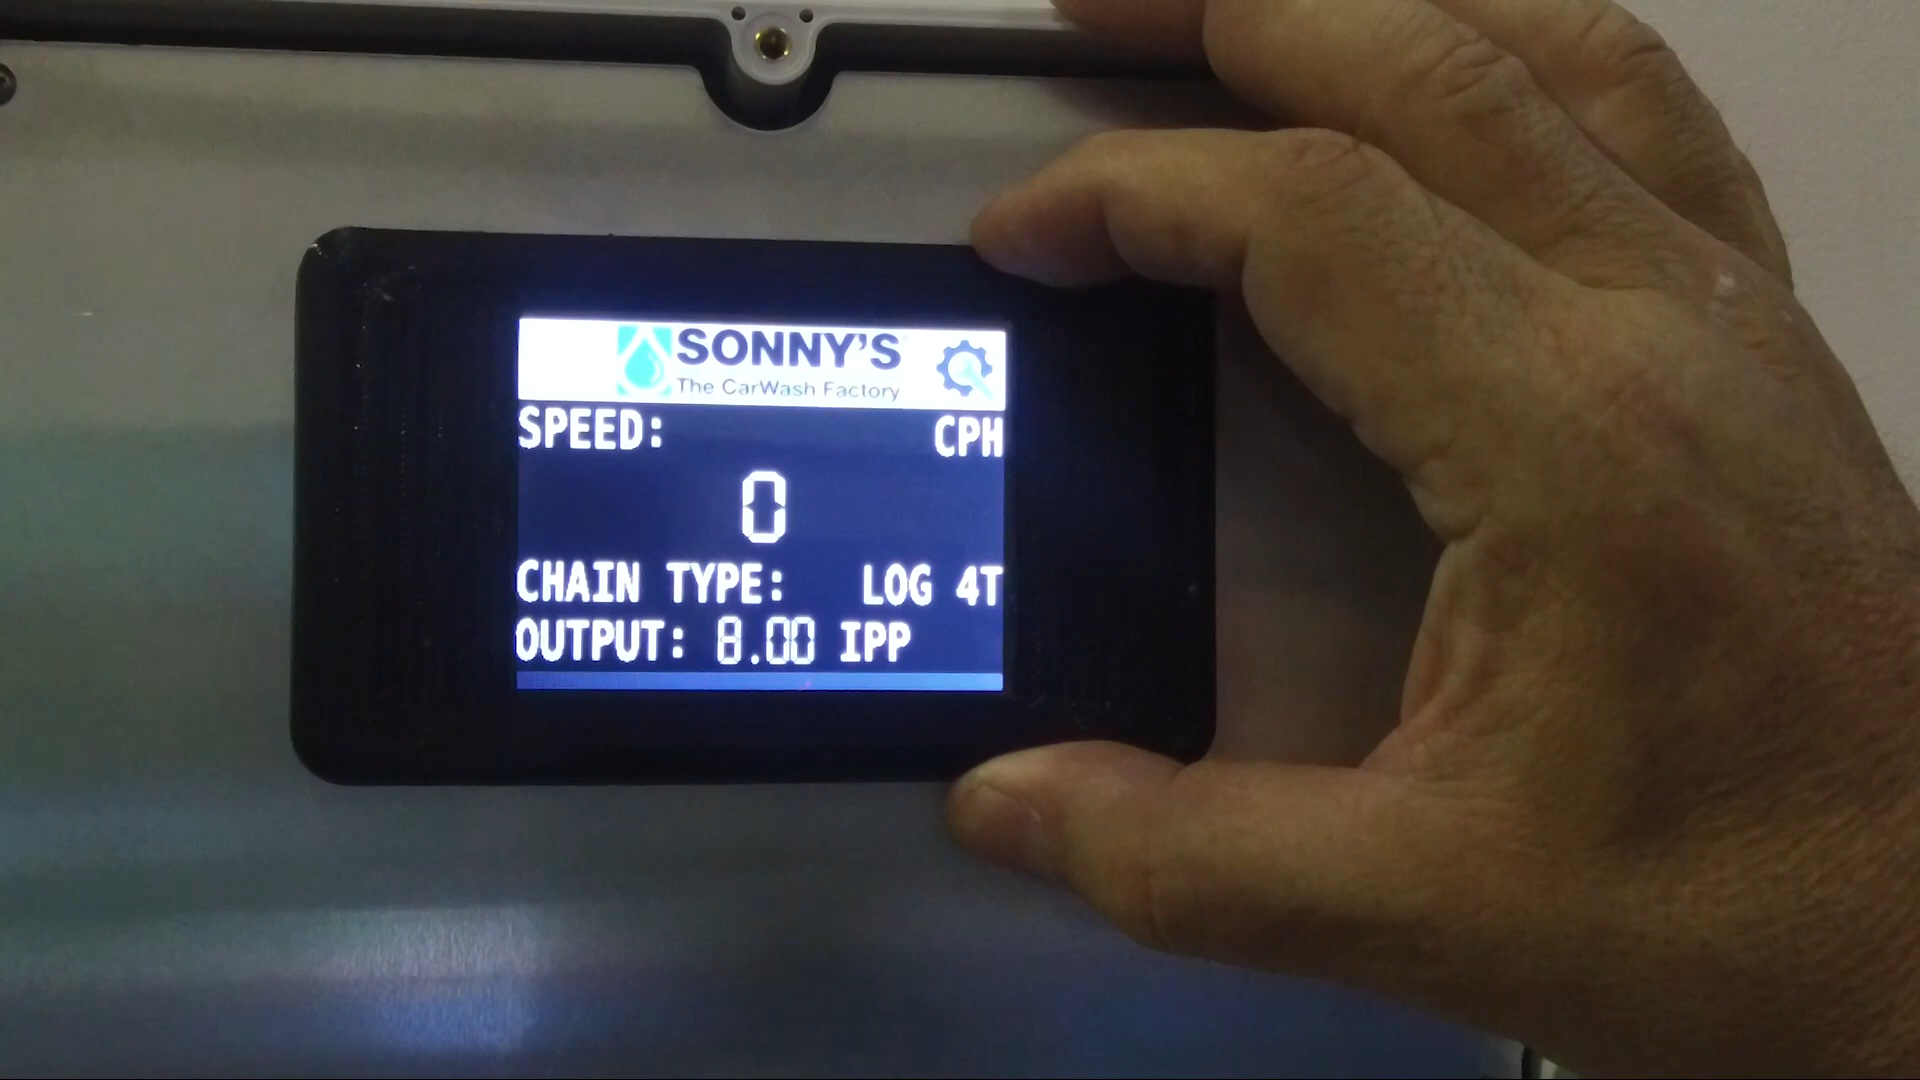 SONNY'S
The CarWash Factory
SPEED: CPH
0
CHAIN TYPE: LOG 4T
OUTPUT: 8.00 IPP